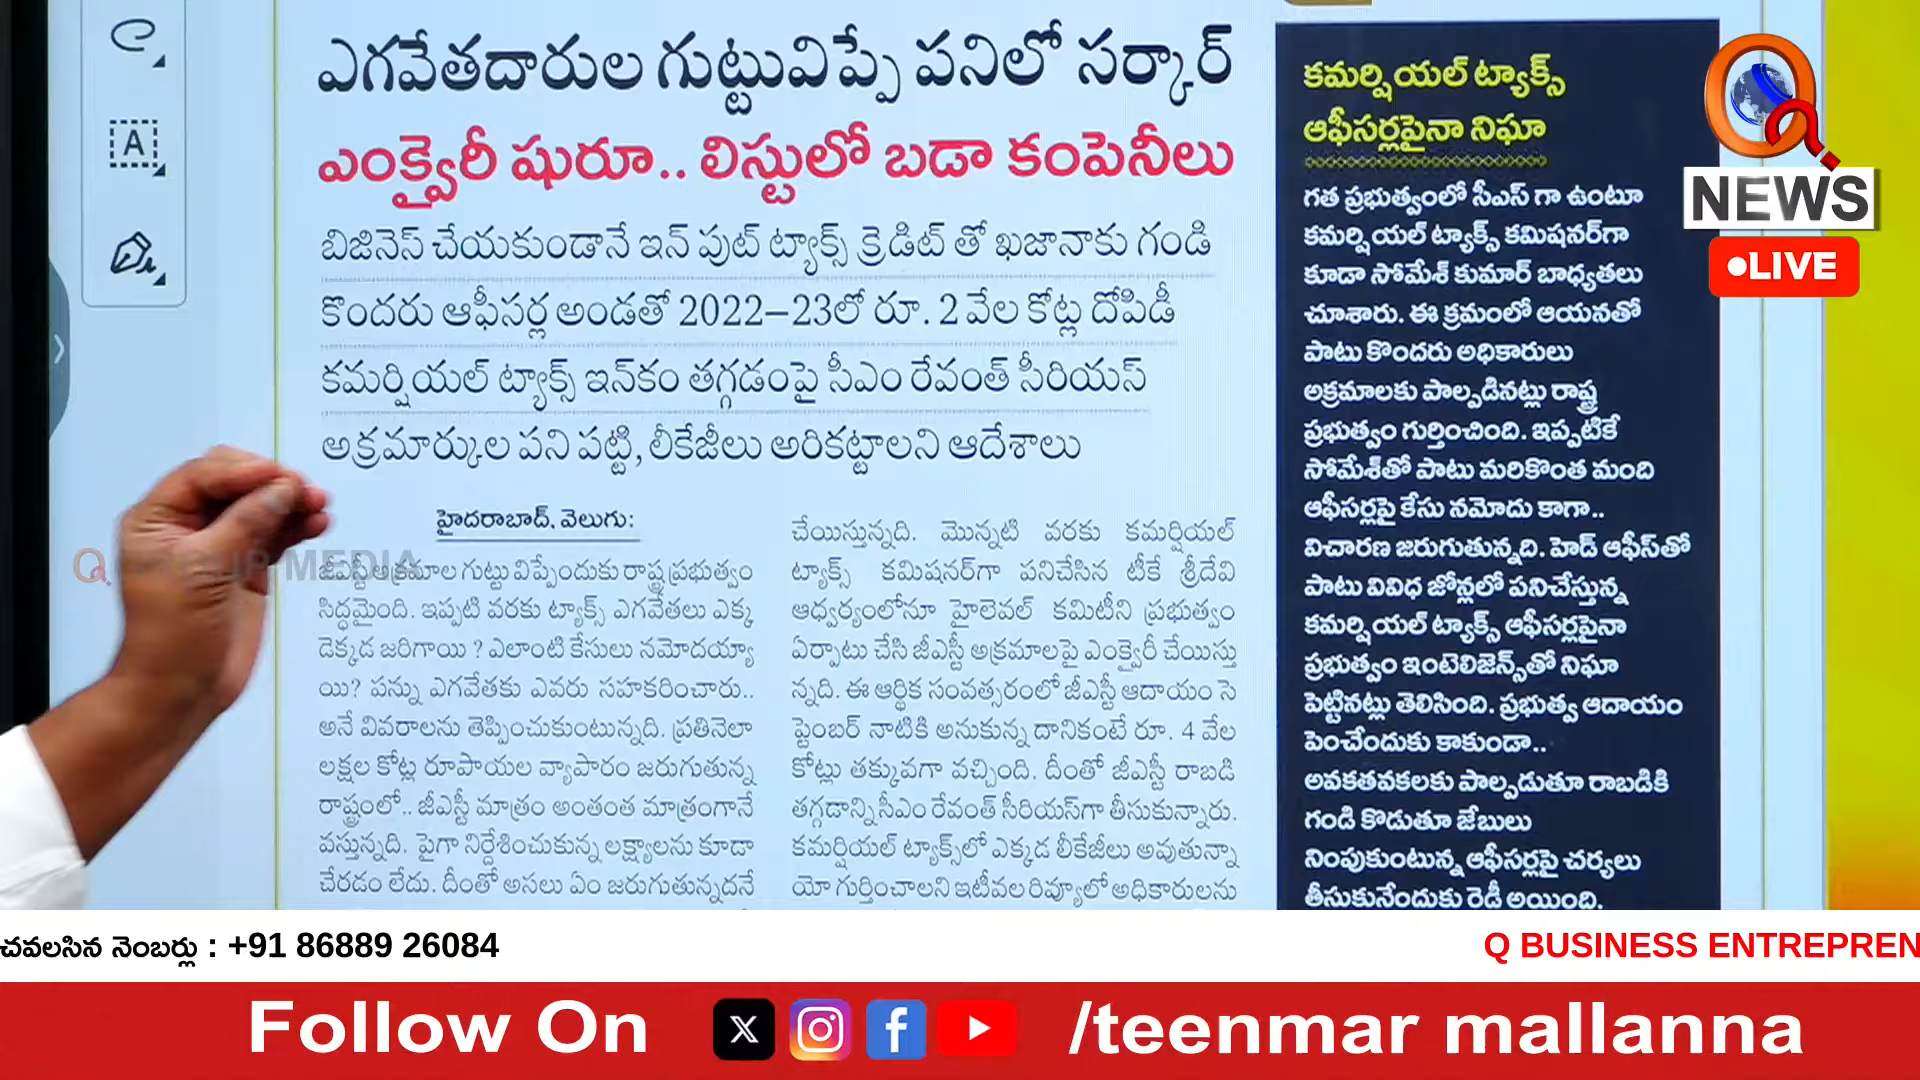 ఎగవేతదారుల గుట్టువిప్పే పనిలో సర్కార్
ఎంక్వైరీ షురూ.. లిస్టులో బడా కంపెనీలు
బిజినెస్ చేయకుండానే ఇన్ పుట్ ట్యాక్స్ క్రెడిట్ తో ఖజానాకు గండి
కొందరు ఆఫీసర్ల అండతో 2022–23లో రూ. 2 వేల కోట్ల దోపిడీ
కమర్షియల్ ట్యాక్స్ ఇన్‌కం తగ్గడంపై సీఎం రేవంత్ సీరియస్
అక్రమార్కుల పని పట్టి, లీకేజీలు అరికట్టాలని ఆదేశాలు
హైదరాబాద్, వెలుగు:
అక్రమాల గుట్టు విప్పేందుకు రాష్ట్ర ప్రభుత్వం
సిద్ధమైంది. ఇప్పటి వరకు ట్యాక్స్ ఎగవేతలు ఎక్క
డెక్కడ జరిగాయి ? ఎలాంటి కేసులు నమోదయ్యా
యి? పన్ను ఎగవేతకు ఎవరు సహకరించారు..
అనే వివరాలను తెప్పించుకుంటున్నది. ప్రతినెలా
లక్షల కోట్ల రూపాయల వ్యాపారం జరుగుతున్న
రాష్ట్రంలో.. జీఎస్టీ మాత్రం అంతంత మాత్రంగానే
వస్తున్నది. పైగా నిర్దేశించుకున్న లక్ష్యాలను కూడా
చేరడం లేదు. దీంతో అసలు ఏం జరుగుతున్నదనే
చేయిస్తున్నది. మొన్నటి వరకు కమర్షియల్
ట్యాక్స్ కమిషనర్‌గా పనిచేసిన టీకే శ్రీదేవి
ఆధ్వర్యంలోనూ హైలెవల్ కమిటీని ప్రభుత్వం
ఏర్పాటు చేసి జీఎస్టీ అక్రమాలపై ఎంక్వైరీ చేయిస్తు
న్నది. ఈ ఆర్థిక సంవత్సరంలో జీఎస్టీ ఆదాయం సె
ప్టెంబర్ నాటికి అనుకున్న దానికంటే రూ. 4 వేల
కోట్లు తక్కువగా వచ్చింది. దీంతో జీఎస్టీ రాబడి
తగ్గడాన్ని సీఎం రేవంత్ సీరియస్‌గా తీసుకున్నారు.
కమర్షియల్ ట్యాక్స్‌లో ఎక్కడ లీకేజీలు అవుతున్నా
యో గుర్తించాలని ఇటీవల రివ్యూలో అధికారులను
కమర్షియల్ ట్యాక్స్
ఆఫీసర్లపైనా నిఘా
గత ప్రభుత్వంలో సీఎస్ గా ఉంటూ
కమర్షియల్ ట్యాక్స్ కమిషనర్‌గా
కూడా సోమేశ్ కుమార్ బాధ్యతలు
చూశారు. ఈ క్రమంలో ఆయనతో
పాటు కొందరు అధికారులు
అక్రమాలకు పాల్పడినట్లు రాష్ట్ర
ప్రభుత్వం గుర్తించింది. ఇప్పటికే
సోమేశ్‌తో పాటు మరికొంత మంది
ఆఫీసర్లపై కేసు నమోదు కాగా..
విచారణ జరుగుతున్నది. హెడ్ ఆఫీస్‌తో
పాటు వివిధ జోన్లలో పనిచేస్తున్న
కమర్షియల్ ట్యాక్స్ ఆఫీసర్లపైనా
ప్రభుత్వం ఇంటెలిజెన్స్‌తో నిఘా
పెట్టినట్లు తెలిసింది. ప్రభుత్వ ఆదాయం
పెంచేందుకు కాకుండా..
అవకతవకలకు పాల్పడుతూ రాబడికి
గండి కొడుతూ జేబులు
నింపుకుంటున్న ఆఫీసర్లపై చర్యలు
తీసుకునేందుకు రెడీ అయింది.
Q
NEWS
LIVE
A
MEDIA
చవలసిన నెంబర్లు : +91 86889 26084
Q BUSINESS ENTREPREN
Follow On /teenmar mallanna